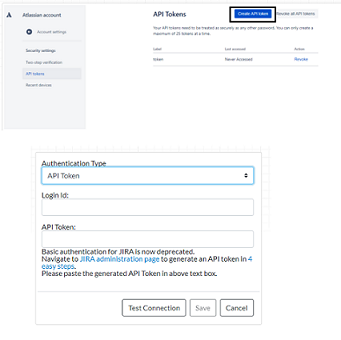 Atlassian account
Account settings
Security settings
Two-step verification
API tokens
Recent devices
API Tokens
Create API token
Revoke all API tokens
Your API tokens need to be treated as securely as any other password. You can only create a
maximum of 25 tokens at a time.
Label
Last accessed
Action
token
Never Accessed
Revoke
Authentication Type
API Token
Login Id:
API Token:
Basic authentication for JIRA is now deprecated.
Navigate to JIRA administration page to generate an API token in 4
easy steps.
Please paste the generated API Token in above text box.
Test Connection
Save
Cancel